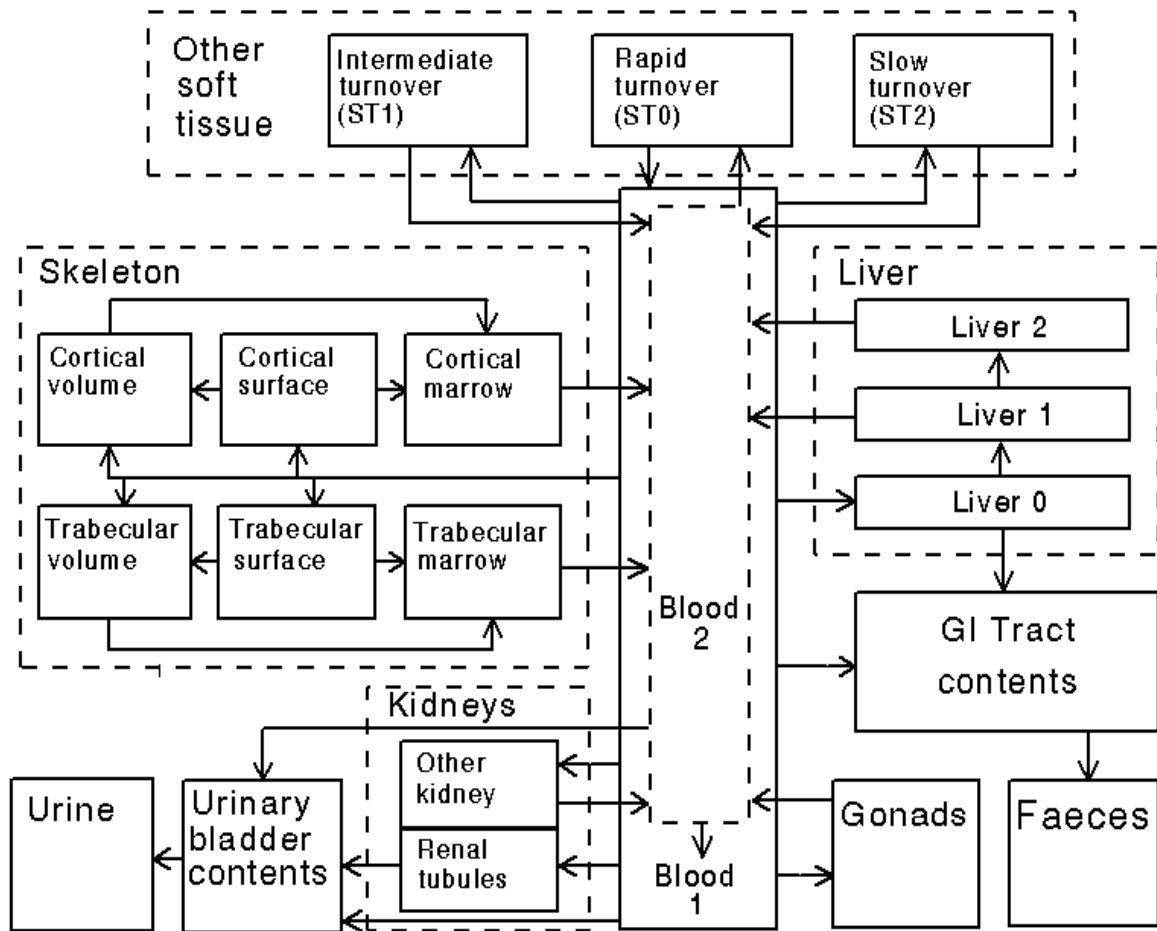 Other
soft
tissue
Intermediate
turnover
(ST1)
Rapid
turnover
(ST0)
Slow
turnover
(ST2)
Skeleton
Cortical
volume
Cortical
surface
Cortical
marrow
Trabecular
volume
Trabecular
surface
Trabecular
marrow
Liver
Liver 2
Liver 1
Liver 0
Blood
2
GI Tract
contents
Kidneys
Other
kidney
Renal
tubules
Urine
Urinary
bladder
contents
Blood
1
Gonads
Faeces